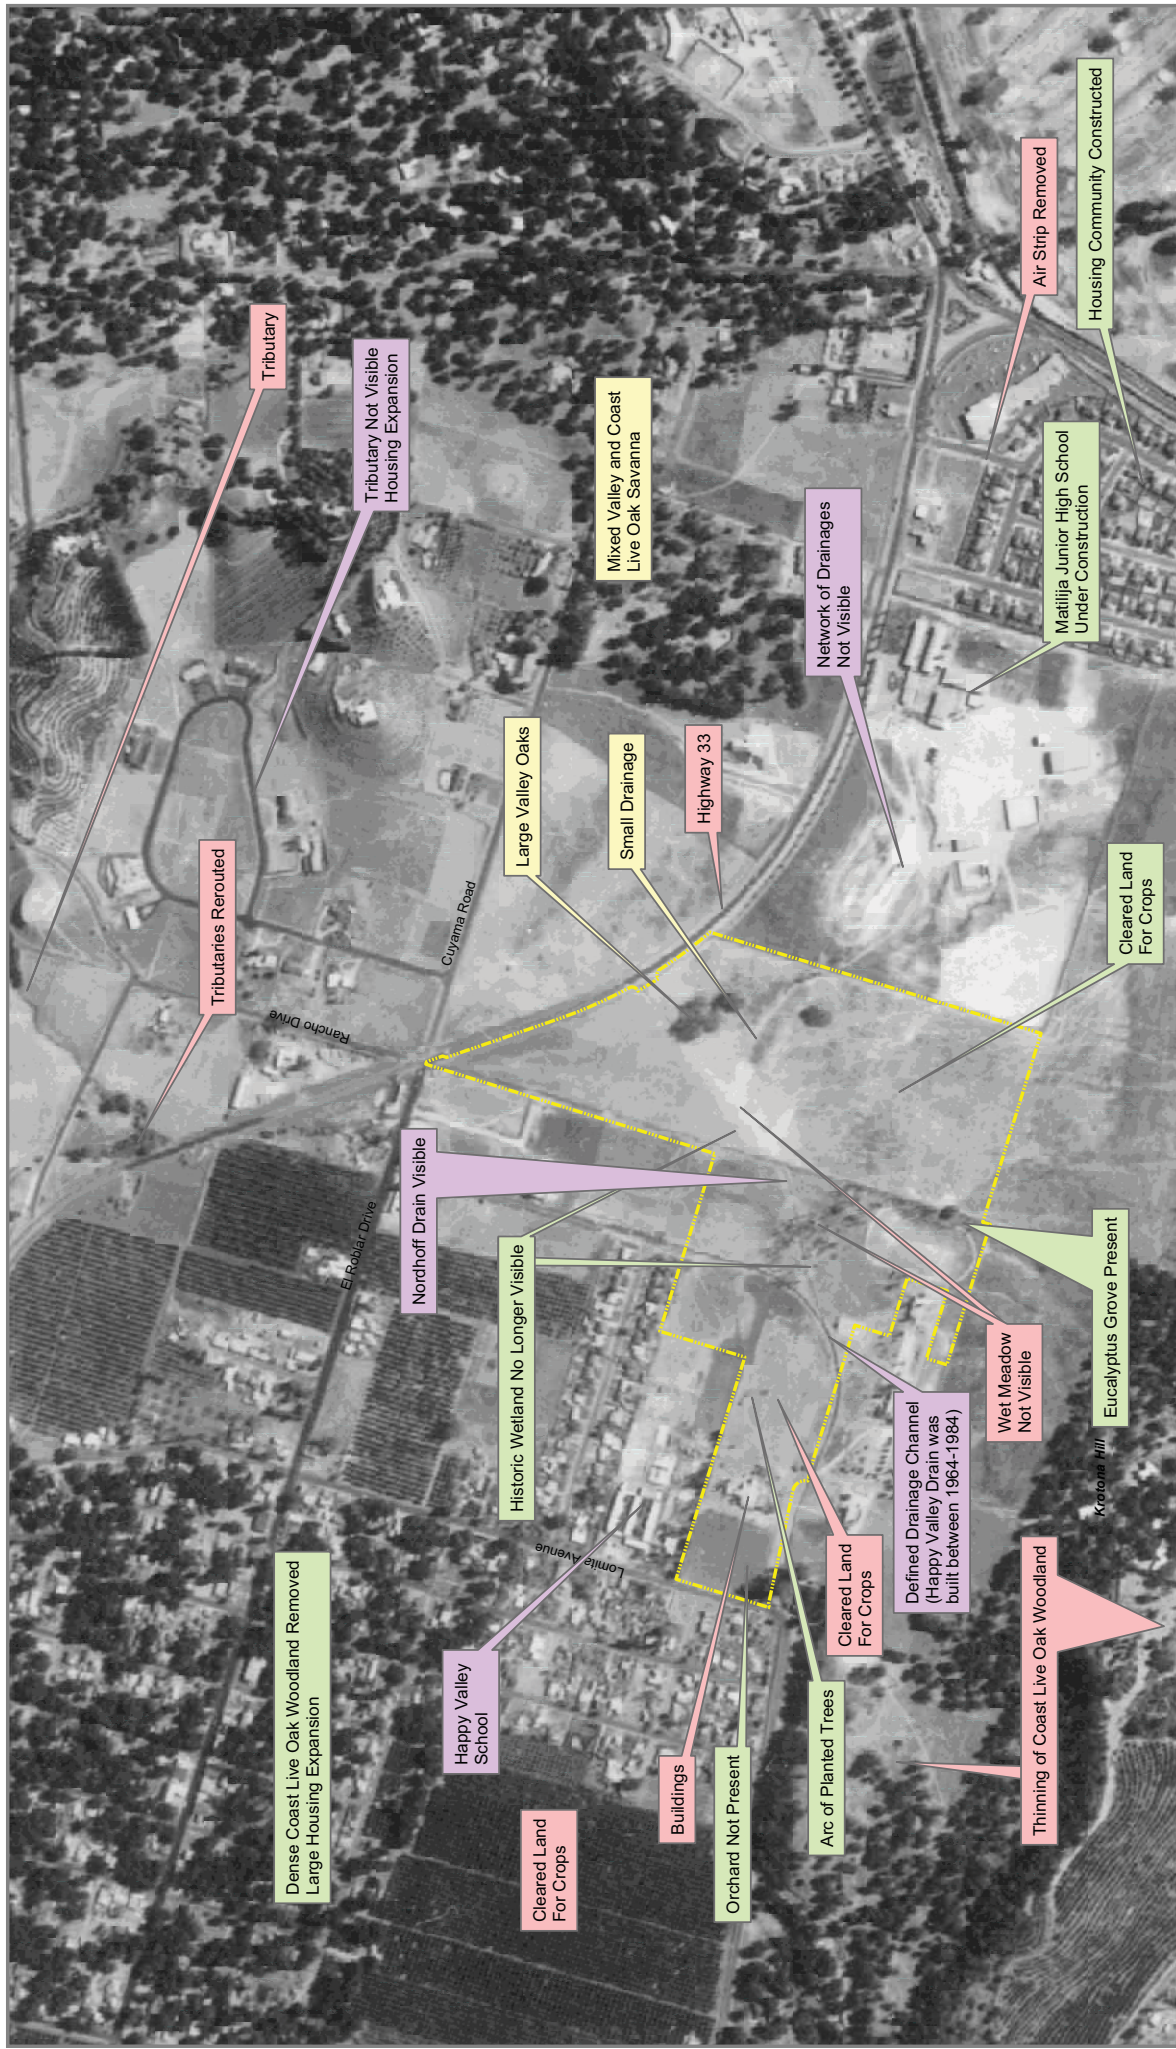 Dense Coast Live Oak Woodland Removed
Large Housing Expansion
Tributaries Rerouted
Tributary
Tributary Not Visible
Housing Expansion
Rancho Drive
El Roblar Drive
Cuyama Road
Happy Valley
School
Nordhoff Drain Visible
Cleared Land
For Crops
Historic Wetland No Longer Visible
Large Valley Oaks
Mixed Valley and Coast
Live Oak Savanna
Lomita Avenue
Small Drainage
Buildings
Highway 33
Orchard Not Present
Network of Drainages
Not Visible
Arc of Planted Trees
Cleared Land
For Crops
Defined Drainage Channel
(Happy Valley Drain was
built between 1964-1984)
Wet Meadow
Not Visible
Thinning of Coast Live Oak Woodland
Air Strip Removed
Matilija Junior High School
Under Construction
Krotona Hill
Eucalyptus Grove Present
Cleared Land
For Crops
Housing Community Constructed